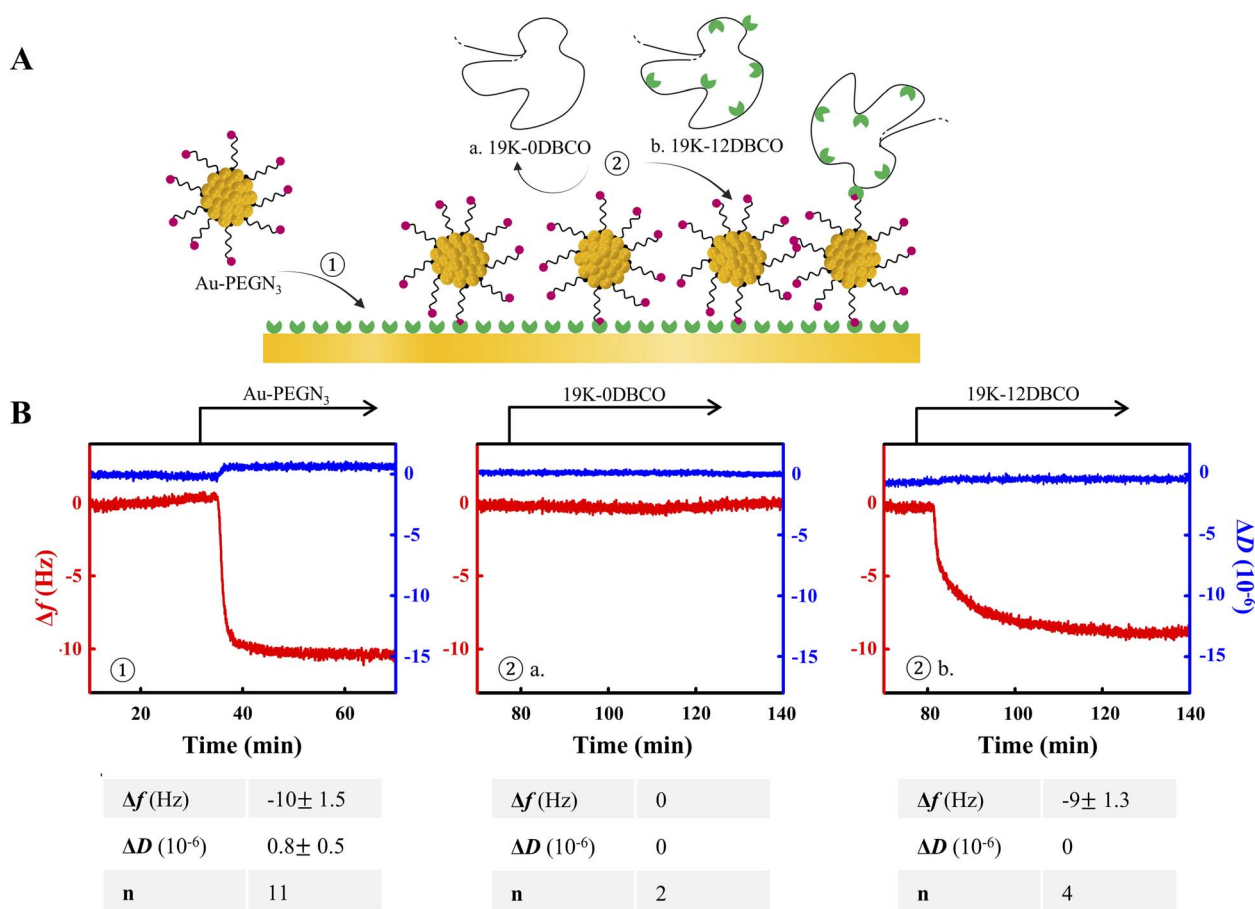 A
a. 19K-0DBCO
②
b. 19K-12DBCO
Au-PEGN₃
①
B
Au-PEGN₃
19K-0DBCO
19K-12DBCO
Δf (Hz)
0
-5
-10
0
-5
-10
-15
①
20
40
60
Time (min)
0
-5
-10
0
-5
-10
-15
② a.
80
100
120
140
Time (min)
0
-5
-10
0
-5
-10
-15
ΔD (10⁻⁶)
② b.
80
100
120
140
Time (min)
Δf (Hz) -10± 1.5
ΔD (10⁻⁶) 0.8± 0.5
n 11
Δf (Hz) 0
ΔD (10⁻⁶) 0
n 2
Δf (Hz) -9± 1.3
ΔD (10⁻⁶) 0
n 4